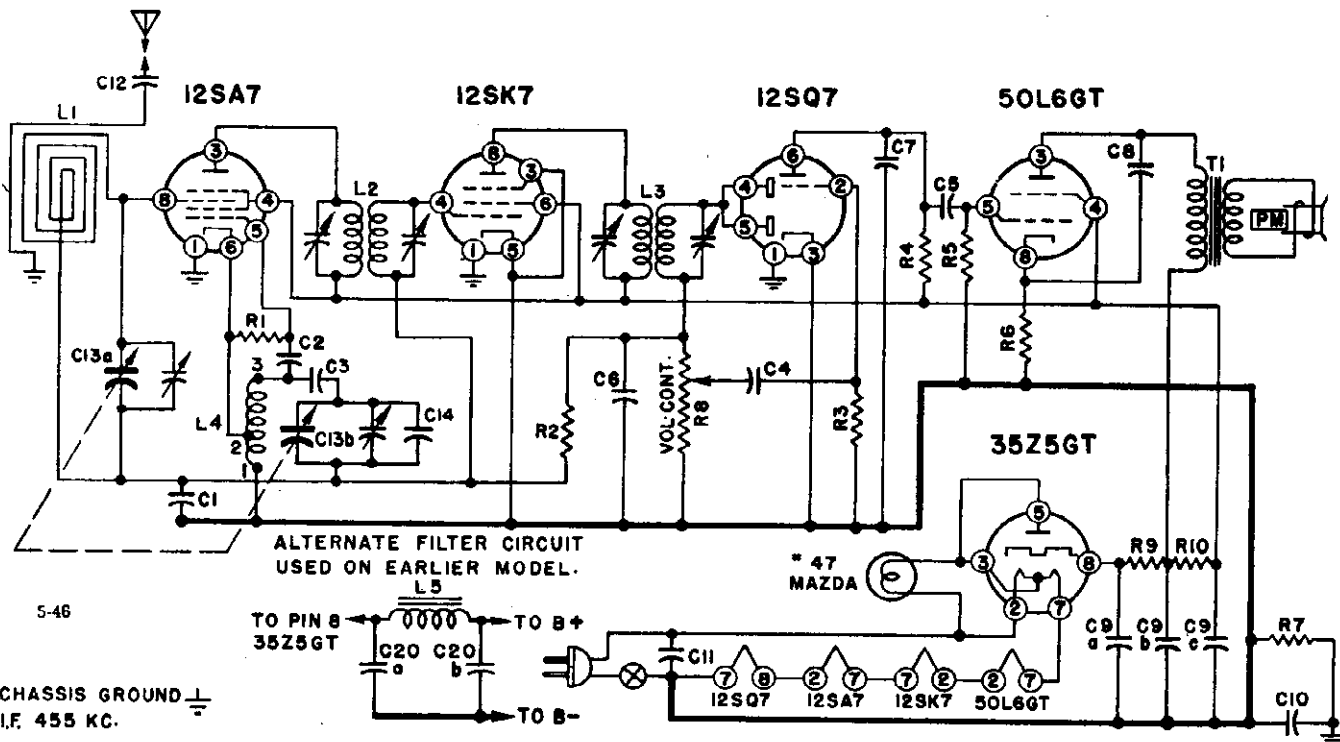 C12
L1
12SA7
12SK7
12SQ7
50L6GT
3
8
4
5
1
6
L2
8
3
4
6
1
5
L3
6
4
2
5
1
3
C7
C5
R4
R5
3
5
4
8
C8
T1
PM
R1
C2
3
C3
C13a
L4
2
1
C13b
C14
C1
R2
C6
VOL-CONT.
R8
C4
R3
R6
35Z5GT
ALTERNATE FILTER CIRCUIT
USED ON EARLIER MODEL.
L5
TO PIN 8
35Z5GT
TO B+
C20
a
C20
b
TO B-
* 47
MAZDA
5
3
8
2
7
R9
R10
C9
a
C9
b
C9
c
R7
C10
C11
7
8
2
7
7
2
2
7
12SQ7
12SA7
12SK7
50L6GT
5-46
CHASSIS GROUND
I.F. 455 KC.